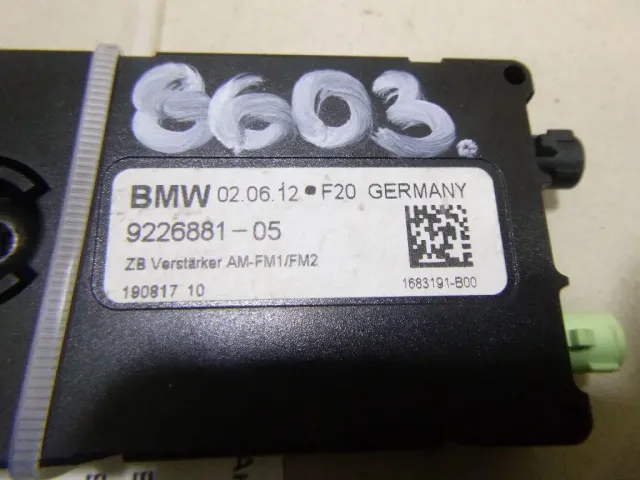 8603.
BMW 02.06.12 • F20 GERMANY
9226881-05
ZB Verstärker AM-FM1/FM2
190817 10
1683191-B00